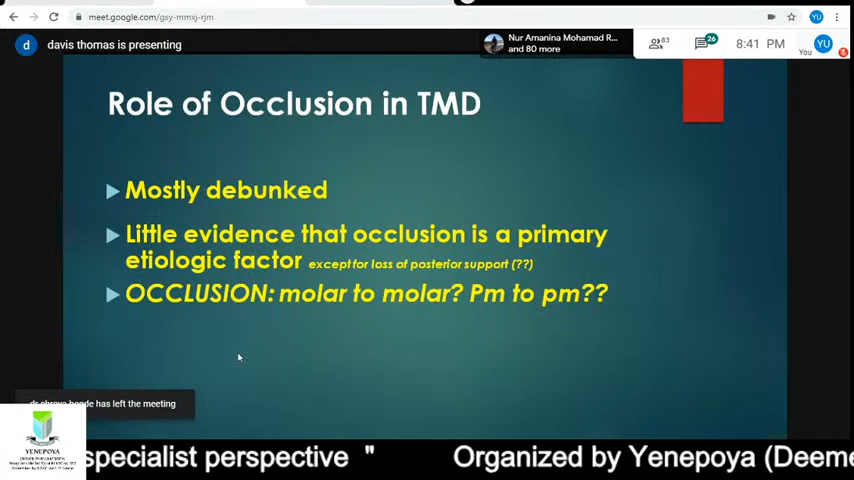 meet.google.com/gsy-mmxj-rjm
YU
d
davis thomas is presenting
Nur Amanina Mohamad R...
and 80 more
83
26
8:41 PM
You
YU
Role of Occlusion in TMD
Mostly debunked
Little evidence that occlusion is a primary
etiologic factor except for loss of posterior support (??)
OCCLUSION: molar to molar? Pm to pm??
has left the meeting
YENEPOYA
specialist perspective "
Organized by Yenepoya (Deeme